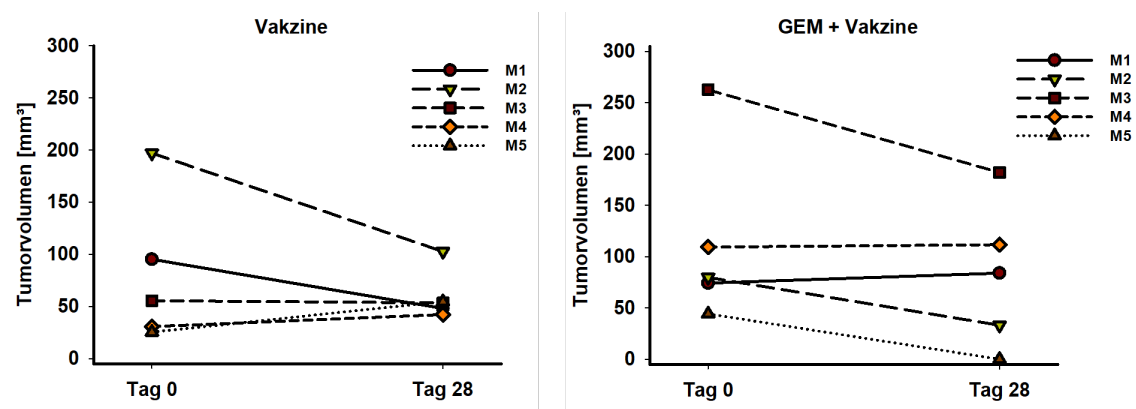 Vakzine
300
250
200
150
100
50
0
Tumorvolumen [mm³]
M1
M2
M3
M4
M5
Tag 0
Tag 28
GEM + Vakzine
300
250
200
150
100
50
0
Tumorvolumen [mm³]
M1
M2
M3
M4
M5
Tag 0
Tag 28